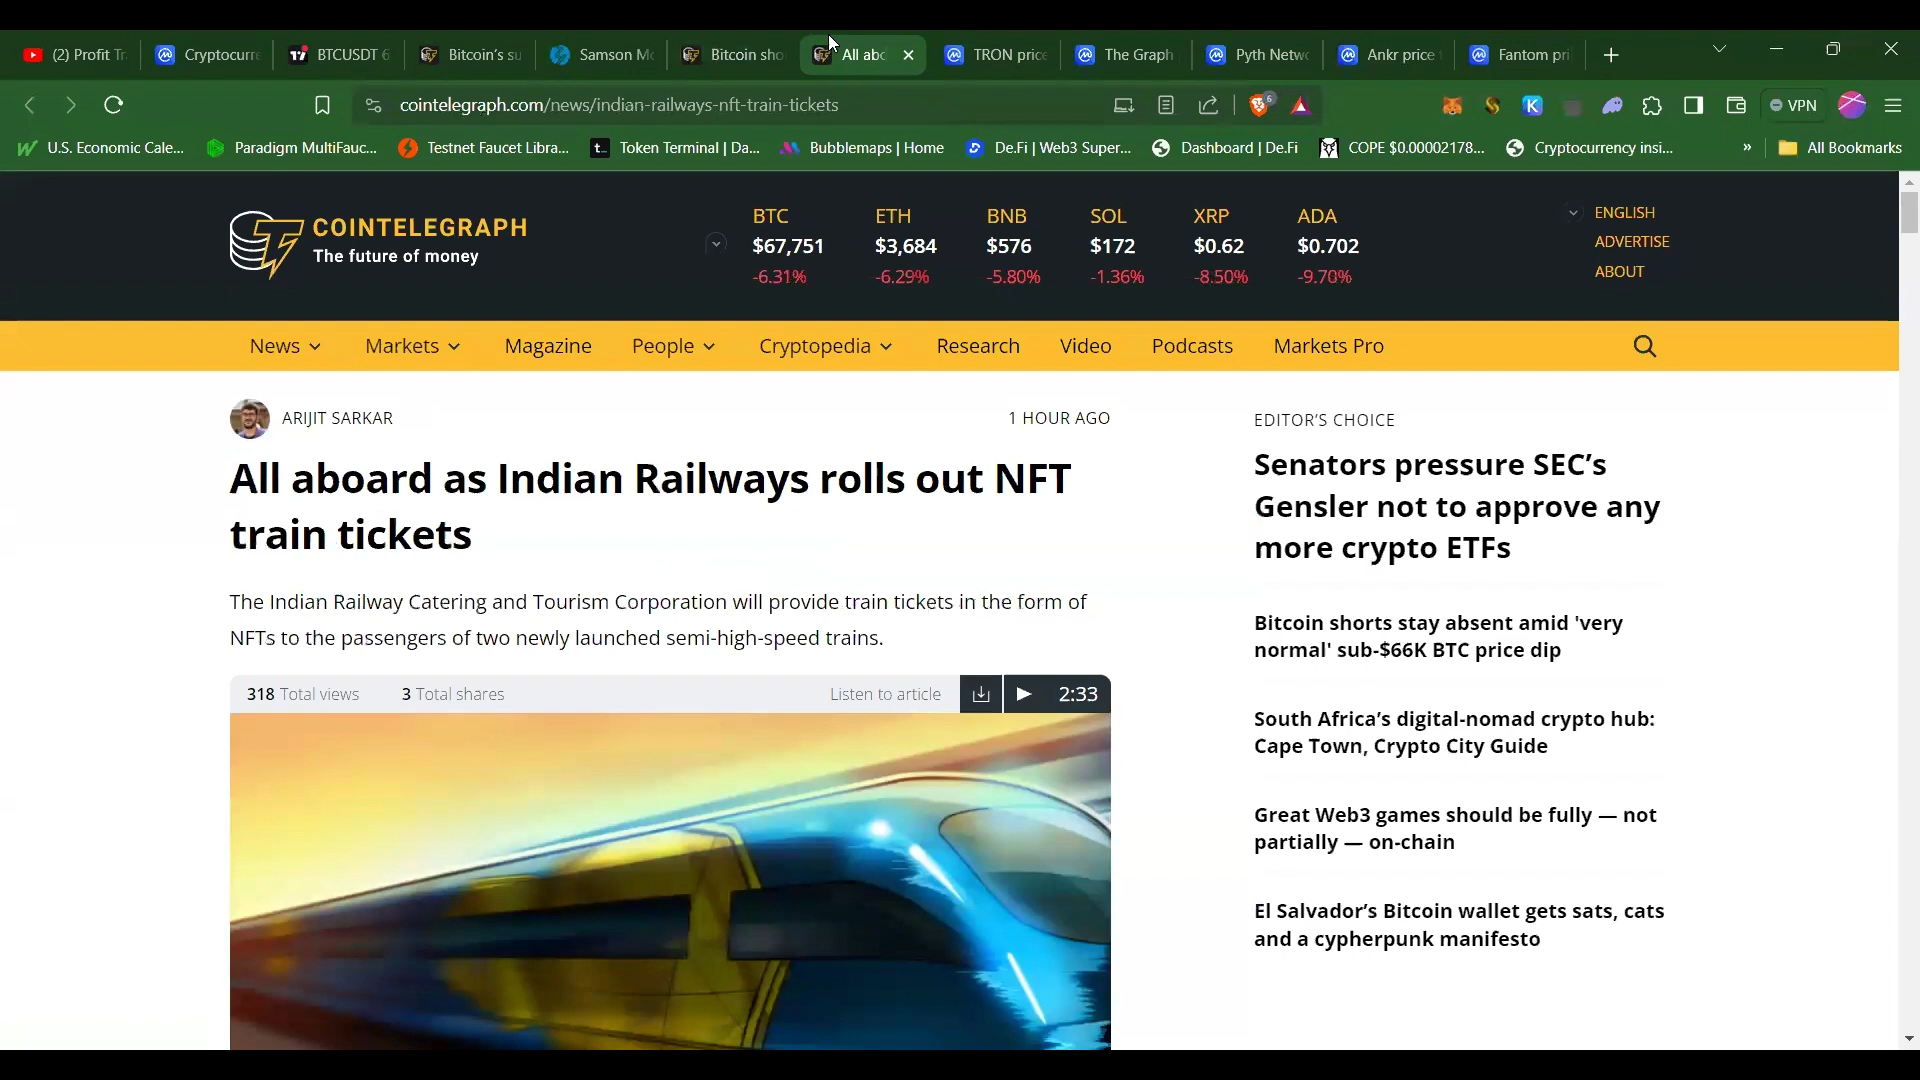 (2) Profit Tr
Cryptocurre
BTCUSDT 6
Bitcoin's su
Samson Mo
Bitcoin sho
All abo
TRON price
The Graph
Pyth Netwo
Ankr price t
Fantom pri
cointelegraph.com/news/indian-railways-nft-train-tickets
6
VPN
U.S. Economic Cale...
Paradigm MultiFauc...
Testnet Faucet Libra...
Token Terminal | Da...
Bubblemaps | Home
De.Fi | Web3 Super...
Dashboard | De.Fi
COPE $0.00002178...
Cryptocurrency insi...
»
All Bookmarks
COINTELEGRAPH
The future of money
BTC ETH BNB SOL XRP ADA
$67,751 $3,684 $576 $172 $0.62 $0.702
-6.31% -6.29% -5.80% -1.36% -8.50% -9.70%
ENGLISH
ADVERTISE
ABOUT
News Markets Magazine People Cryptopedia Research Video Podcasts Markets Pro
ARIJIT SARKAR
1 HOUR AGO
All aboard as Indian Railways rolls out NFT
train tickets
The Indian Railway Catering and Tourism Corporation will provide train tickets in the form of
NFTs to the passengers of two newly launched semi-high-speed trains.
318 Total views 3 Total shares Listen to article 2:33
EDITOR'S CHOICE
Senators pressure SEC's
Gensler not to approve any
more crypto ETFs
Bitcoin shorts stay absent amid 'very
normal' sub-$66K BTC price dip
South Africa's digital-nomad crypto hub:
Cape Town, Crypto City Guide
Great Web3 games should be fully — not
partially — on-chain
El Salvador's Bitcoin wallet gets sats, cats
and a cypherpunk manifesto